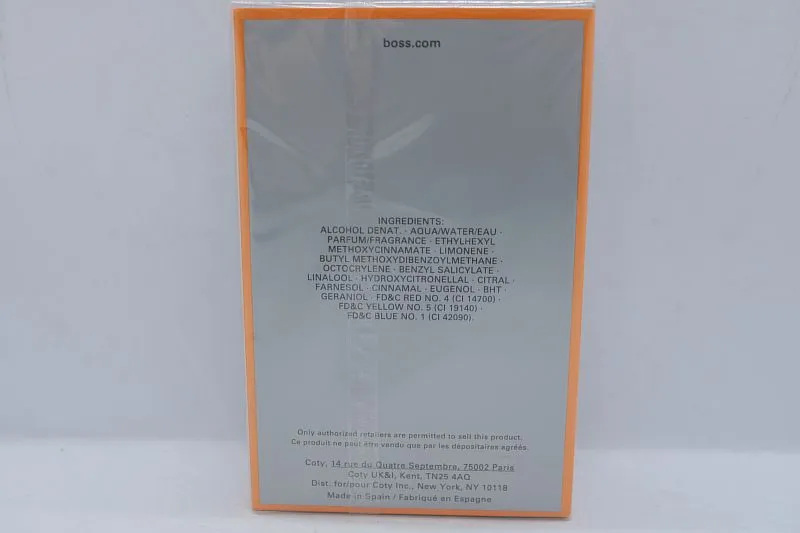 boss.com
INGREDIENTS:
ALCOHOL DENAT. · AQUA/WATER/EAU ·
PARFUM/FRAGRANCE · ETHYLHEXYL
METHOXYCINNAMATE · LIMONENE ·
BUTYL METHOXYDIBENZOYLMETHANE ·
OCTOCRYLENE · BENZYL SALICYLATE ·
LINALOOL · HYDROXYCITRONELLAL · CITRAL ·
FARNESOL · CINNAMAL · EUGENOL · BHT ·
GERANIOL · FD&C RED NO. 4 (CI 14700) ·
FD&C YELLOW NO. 5 (CI 19140) ·
FD&C BLUE NO. 1 (CI 42090).
Only authorized retailers are permitted to sell this product.
Ce produit ne peut être vendu que par les dépositaires agréés.
Coty, 14 rue du Quatre Septembre, 75002 Paris
Coty UK&I, Kent, TN25 4AQ
Dist. for/pour Coty Inc., New York, NY 10118
Made in Spain / Fabriqué en Espagne